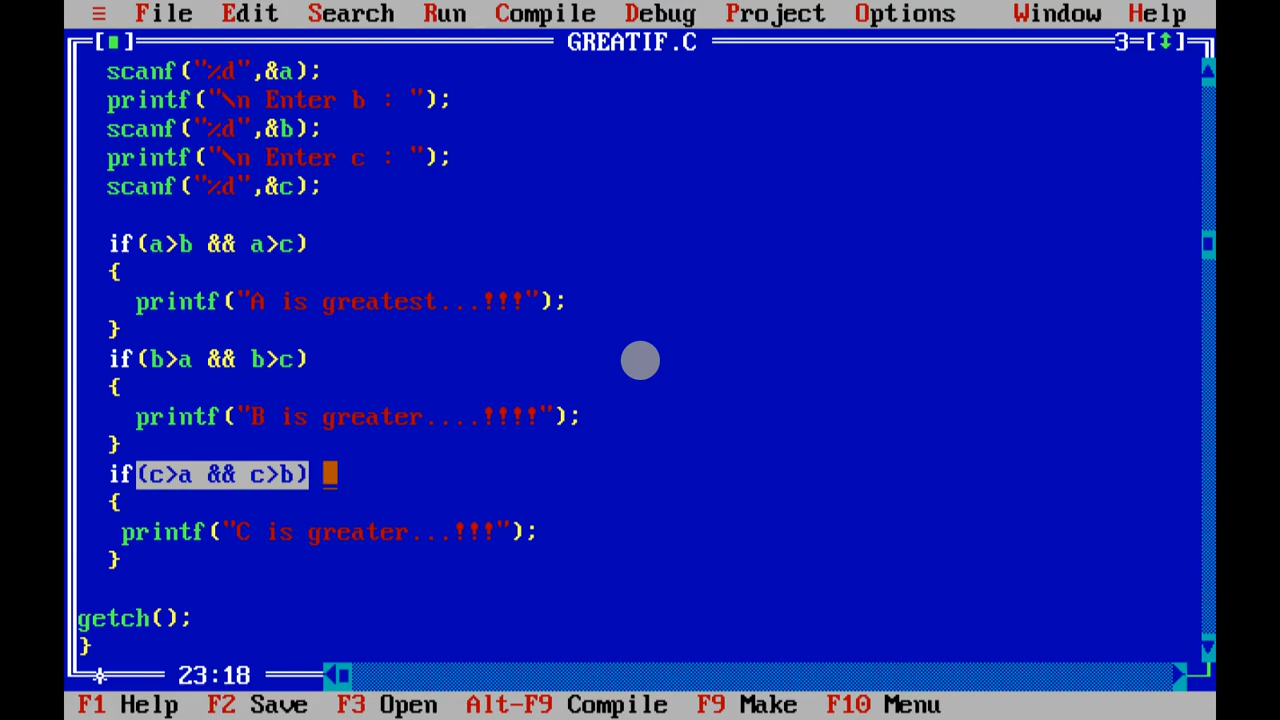 ≡ File Edit Search Run Compile Debug Project Options Window Help
[■] GREATIF.C 3=[↕]
scanf("%d",&a);
printf("\n Enter b : ");
scanf("%d",&b);
printf("\n Enter c : ");
scanf("%d",&c);
if(a>b && a>c)
{
printf("A is greatest...!!!");
}
if(b>a && b>c)
{
printf("B is greater....!!!!");
}
if(c>a && c>b) _
{
printf("C is greater...!!!");
}
getch();
}
23:18
F1 Help F2 Save F3 Open Alt-F9 Compile F9 Make F10 Menu